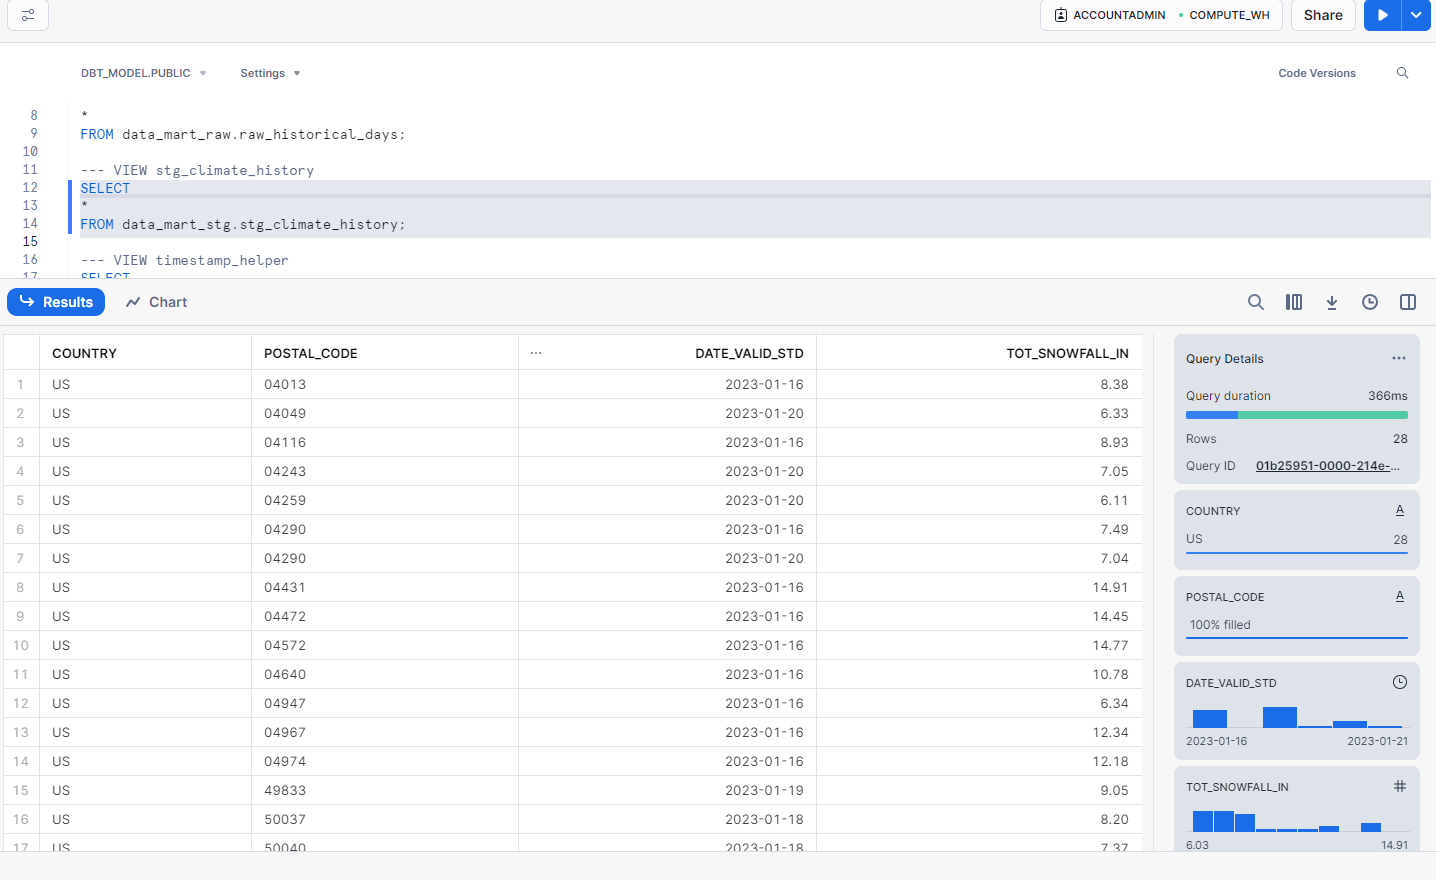 ACCOUNTADMIN • COMPUTE_WH Share
DBT_MODEL.PUBLIC Settings Code Versions
8 *
9 FROM data_mart_raw.raw_historical_days;
10
11 --- VIEW stg_climate_history
12 SELECT
13 *
14 FROM data_mart_stg.stg_climate_history;
15
16 --- VIEW timestamp_helper
17 SELECT
Results Chart
COUNTRY POSTAL_CODE ... DATE_VALID_STD TOT_SNOWFALL_IN
1 US 04013 2023-01-16 8.38
2 US 04049 2023-01-20 6.33
3 US 04116 2023-01-16 8.93
4 US 04243 2023-01-20 7.05
5 US 04259 2023-01-20 6.11
6 US 04290 2023-01-16 7.49
7 US 04290 2023-01-20 7.04
8 US 04431 2023-01-16 14.91
9 US 04472 2023-01-16 14.45
10 US 04572 2023-01-16 14.77
11 US 04640 2023-01-16 10.78
12 US 04947 2023-01-16 6.34
13 US 04967 2023-01-16 12.34
14 US 04974 2023-01-16 12.18
15 US 49833 2023-01-19 9.05
16 US 50037 2023-01-18 8.20
17 US 50040 2023-01-18 7.37
Query Details ...
Query duration 366ms
Rows 28
Query ID 01b25951-0000-214e-...
COUNTRY A
US 28
POSTAL_CODE A
100% filled
DATE_VALID_STD
2023-01-16 2023-01-21
TOT_SNOWFALL_IN #
6.03 14.91